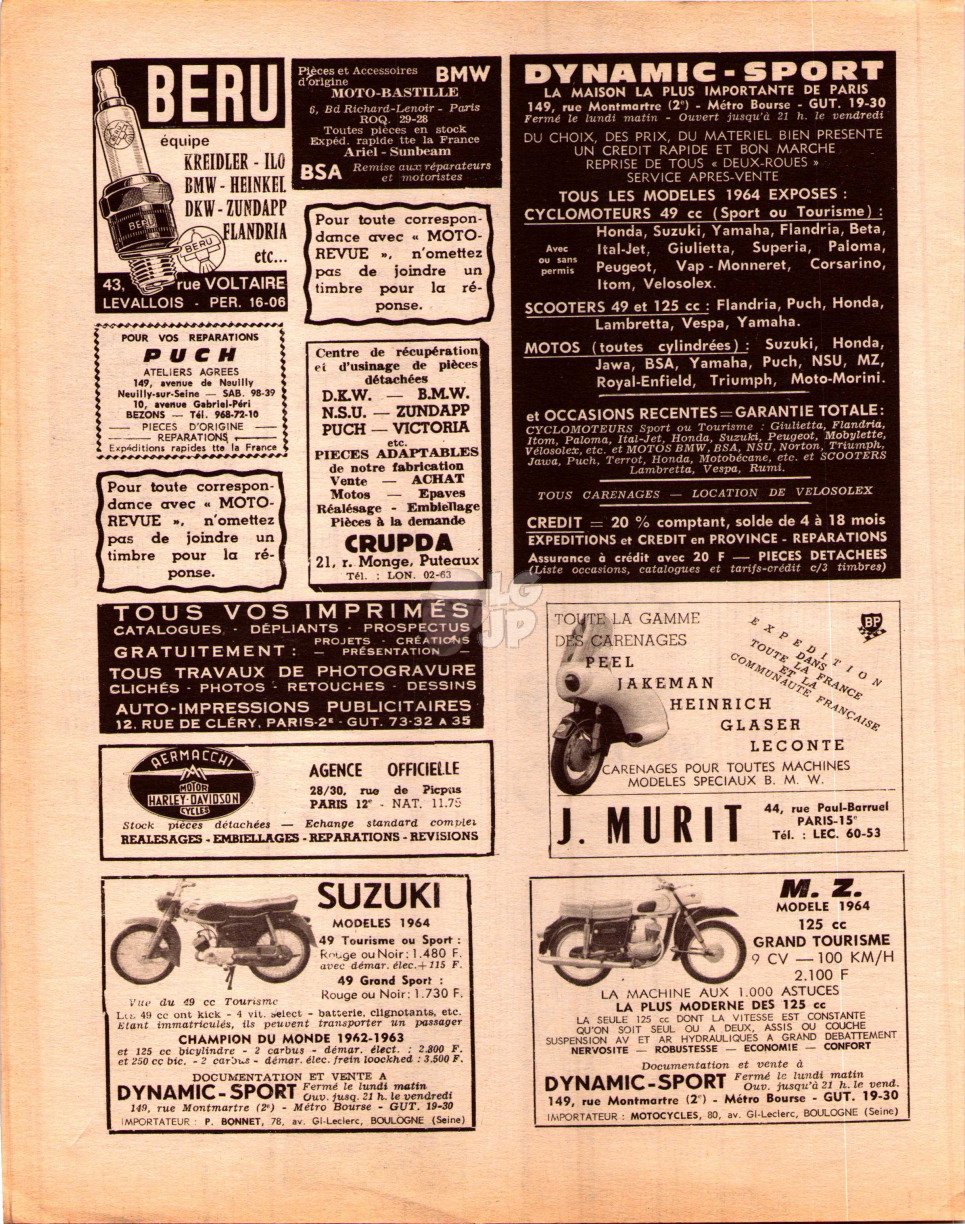 BERU
équipe
KREIDLER - ILO
BMW - HEINKEL
DKW - ZUNDAPP
FLANDRIA
etc...
BERU
BERU
43, rue VOLTAIRE
LEVALLOIS - PER. 16-06
Pièces et Accessoires
d'origine BMW
MOTO-BASTILLE
6, Bd Richard-Lenoir - Paris
ROQ. 29-28
Toutes pièces en stock
Expéd. rapide tte la France
Ariel - Sunbeam
BSA Remise aux réparateurs
et motoristes
Pour toute correspon-
dance avec « MOTO-
REVUE », n'omettez
pas de joindre un
timbre pour la ré-
ponse.
DYNAMIC-SPORT
LA MAISON LA PLUS IMPORTANTE DE PARIS
149, rue Montmartre (2e) - Métro Bourse - GUT. 19-30
Fermé le lundi matin - Ouvert jusqu'à 21 h. le vendredi
DU CHOIX, DES PRIX, DU MATERIEL BIEN PRESENTE
UN CREDIT RAPIDE ET BON MARCHE
REPRISE DE TOUS « DEUX-ROUES »
SERVICE APRES-VENTE
TOUS LES MODELES 1964 EXPOSES :
CYCLOMOTEURS 49 cc (Sport ou Tourisme) :
Avec
ou sans
permis
Honda, Suzuki, Yamaha, Flandria, Beta,
Ital-Jet, Giulietta, Superia, Paloma,
Peugeot, Vap - Monneret, Corsarino,
Itom, Velosolex.
SCOOTERS 49 et 125 cc : Flandria, Puch, Honda,
Lambretta, Vespa, Yamaha.
MOTOS (toutes cylindrées) : Suzuki, Honda,
Jawa, BSA, Yamaha, Puch, NSU, MZ,
Royal-Enfield, Triumph, Moto-Morini.
et OCCASIONS RECENTES = GARANTIE TOTALE :
CYCLOMOTEURS Sport ou Tourisme : Giulietta, Flandria,
Itom, Paloma, Ital-Jet, Honda, Suzuki, Peugeot, Mobylette,
Vélosolex, etc. et MOTOS BMW, BSA, NSU, Norton, Triumph,
Jawa, Puch, Terrot, Honda, Motobécane, etc. et SCOOTERS
Lambretta, Vespa, Rumi.
TOUS CARENAGES — LOCATION DE VELOSOLEX
CREDIT = 20 % comptant, solde de 4 à 18 mois
EXPEDITIONS et CREDIT en PROVINCE - REPARATIONS
Assurance à crédit avec 20 F — PIECES DETACHEES
(Liste occasions, catalogues et tarifs-crédit c/3 timbres)
POUR VOS REPARATIONS
PUCH
ATELIERS AGREES
149, avenue de Neuilly
Neuilly-sur-Seine — SAB. 98-39
10, avenue Gabriel-Péri
BEZONS — Tél. 968-72-10
— PIECES D'ORIGINE —
— REPARATIONS —
Expéditions rapides tte la France
Pour toute correspon-
dance avec « MOTO-
REVUE », n'omettez
pas de joindre un
timbre pour la ré-
ponse.
Centre de récupération
et d'usinage de pièces
détachées
D.K.W. — B.M.W.
N.S.U. — ZUNDAPP
PUCH — VICTORIA
etc.
PIECES ADAPTABLES
de notre fabrication
Vente — ACHAT
Motos — Epaves
Réalésage - Embiellage
Pièces à la demande
CRUPDA
21, r. Monge, Puteaux
Tél. : LON. 02-63
TOUS VOS IMPRIMÉS
CATALOGUES - DÉPLIANTS - PROSPECTUS
GRATUITEMENT : — PROJETS - CRÉATIONS
PRÉSENTATION —
TOUS TRAVAUX DE PHOTOGRAVURE
CLICHÉS - PHOTOS - RETOUCHES - DESSINS
AUTO-IMPRESSIONS PUBLICITAIRES
12, RUE DE CLÉRY, PARIS-2E - GUT. 73-32 A 35
BIG UP
TOUTE LA GAMME
DES CARENAGES
PEEL
JAKEMAN
HEINRICH
GLASER
LECONTE
BP
EXPEDITION
DANS
TOUTE LA FRANCE
ET LA
COMMUNAUTÉ FRANÇAISE
CARENAGES POUR TOUTES MACHINES
MODELES SPECIAUX B. M. W.
J. MURIT
44, rue Paul-Barruel
PARIS-15e
Tél. : LEC. 60-53
AERMACCHI
MOTOR
HARLEY-DAVIDSON
CYCLES
AGENCE OFFICIELLE
28/30, rue de Picpus
PARIS 12e - NAT. 11.75
Stock pièces détachées — Echange standard complet
REALESAGES - EMBIELLAGES - REPARATIONS - REVISIONS
SUZUKI
MODELES 1964
49 Tourisme ou Sport :
Rouge ou Noir : 1.480 F.
avec démar. élec. + 115 F.
49 Grand Sport :
Rouge ou Noir : 1.730 F.
Vue du 49 cc Tourisme
Les 49 cc ont kick - 4 vit. select - batterie, clignotants, etc.
Etant immatriculés, ils peuvent transporter un passager
CHAMPION DU MONDE 1962-1963
et 125 cc bicylindre - 2 carbus - démar. élect. : 2.800 F.
et 250 cc bic. - 2 carbus - démar. élec. frein loockhed : 3.500 F.
DOCUMENTATION ET VENTE A
DYNAMIC-SPORT Fermé le lundi matin
Ouv. jusq. 21 h. le vendredi
149, rue Montmartre (2e) - Métro Bourse - GUT. 19-30
IMPORTATEUR : P. BONNET, 78, av. Gl-Leclerc, BOULOGNE (Seine)
M. Z.
MODELE 1964
125 cc
GRAND TOURISME
9 CV — 100 KM/H
2.100 F
LA MACHINE AUX 1.000 ASTUCES
LA PLUS MODERNE DES 125 cc
LA SEULE 125 cc DONT LA VITESSE EST CONSTANTE
QU'ON SOIT SEUL OU A DEUX, ASSIS OU COUCHE
SUSPENSION AV ET AR HYDRAULIQUES A GRAND DEBATTEMENT
NERVOSITE — ROBUSTESSE — ECONOMIE — CONFORT
Documentation et vente à
DYNAMIC-SPORT Fermé le lundi matin
Ouv. jusqu'à 21 h. le vend.
149, rue Montmartre (2e) - Métro Bourse - GUT. 19-30
IMPORTATEUR : MOTOCYCLES, 80, av. Gl-Leclerc, BOULOGNE (Seine)